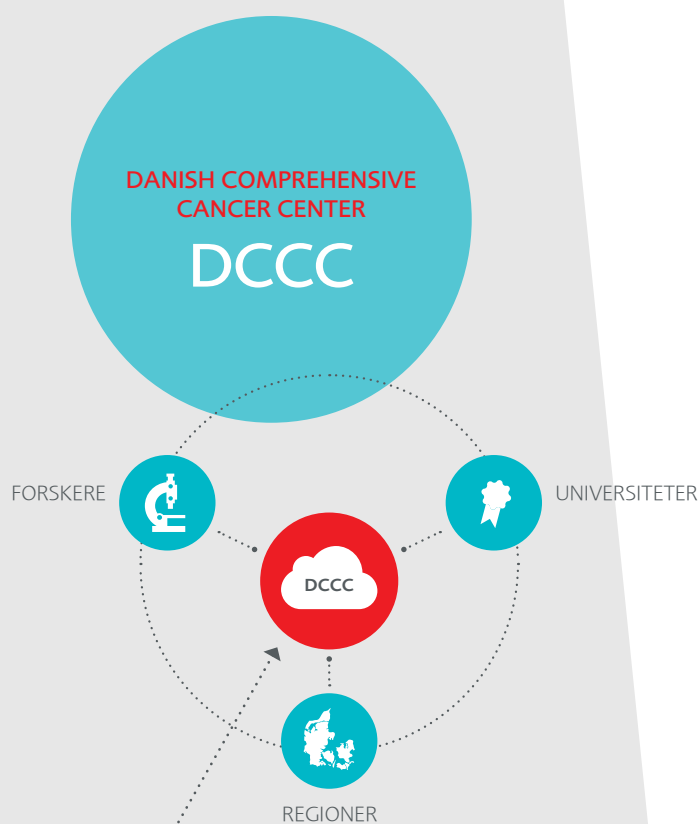 DANISH COMPREHENSIVE
CANCER CENTER
DCCC
FORSKERE
UNIVERSITETER
DCCC
REGIONER